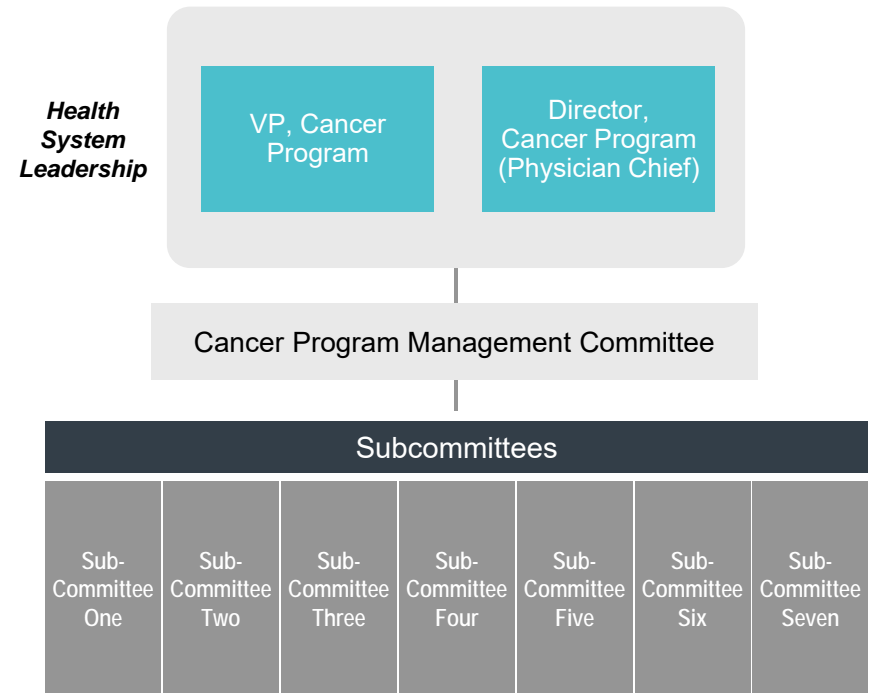 Health
System
Leadership
VP, Cancer
Program
Director,
Cancer Program
(Physician Chief)
Cancer Program Management Committee
Subcommittees
Sub-
Committee
One
Sub-
Committee
Two
Sub-
Committee
Three
Sub-
Committee
Four
Sub-
Committee
Five
Sub-
Committee
Six
Sub-
Committee
Seven